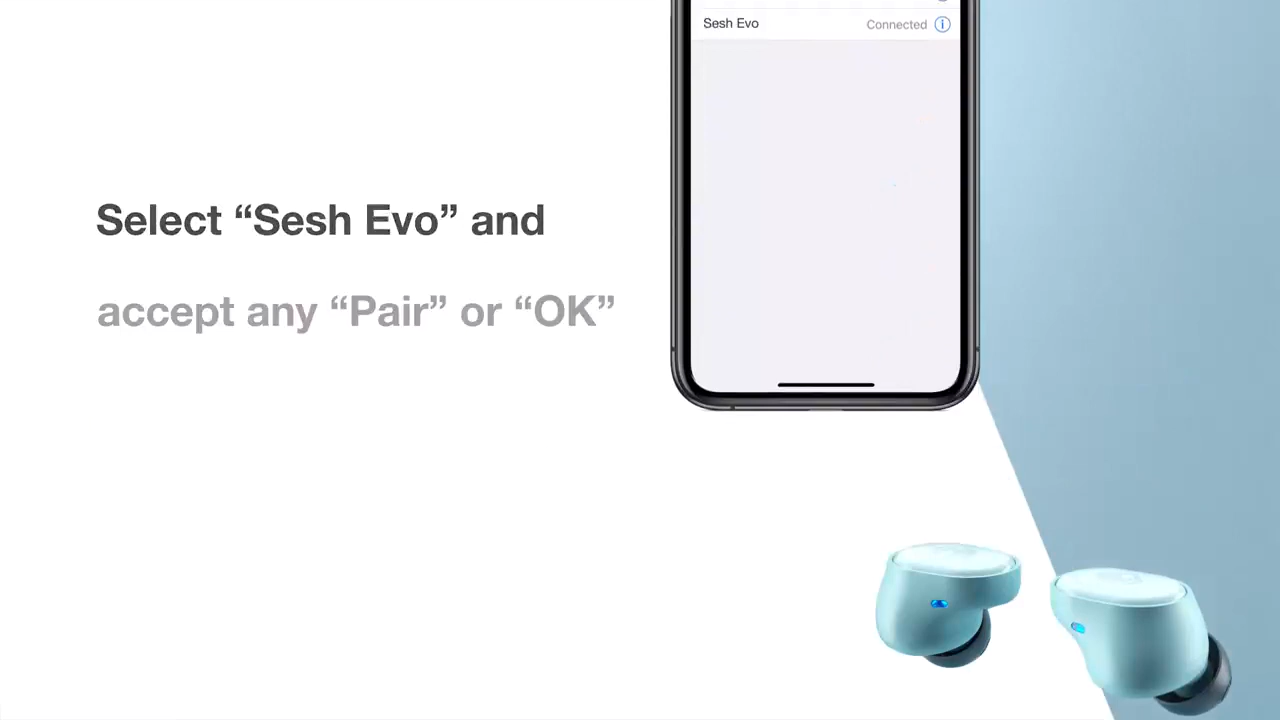 Sesh Evo Connected
Select “Sesh Evo” and
accept any “Pair” or “OK”